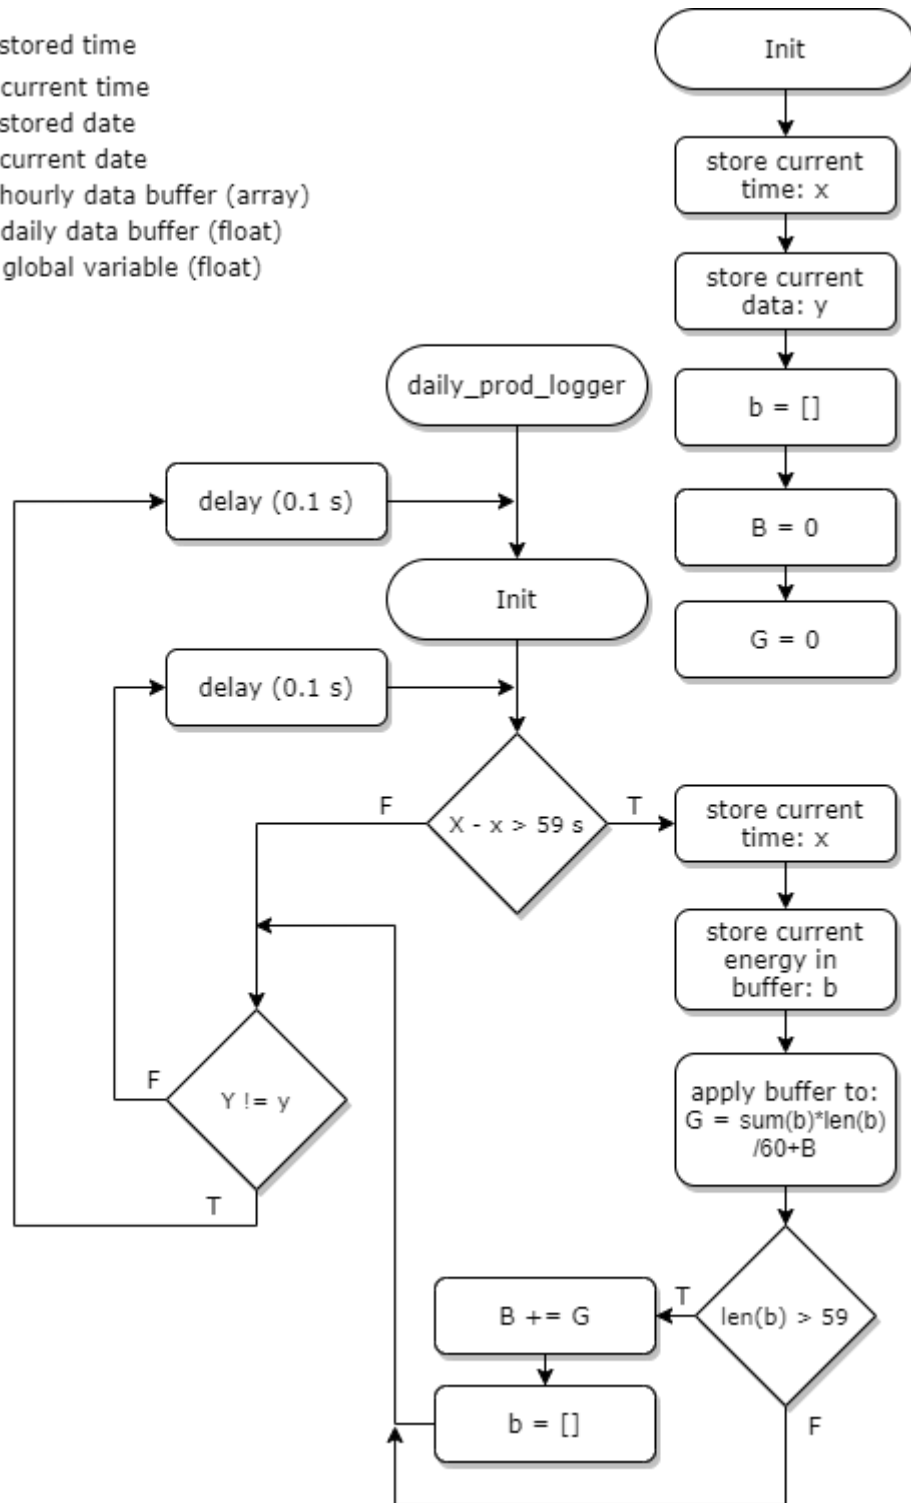 stored time
current time
stored date
current date
hourly data buffer (array)
daily data buffer (float)
global variable (float)
Init
store current
time: x
store current
data: y
b = []
B = 0
G = 0
daily_prod_logger
delay (0.1 s)
Init
delay (0.1 s)
X - x > 59 s
F
T
store current
time: x
store current
energy in
buffer: b
apply buffer to:
G = sum(b)*len(b)
/60+B
Y != y
F
T
len(b) > 59
T
F
B += G
b = []